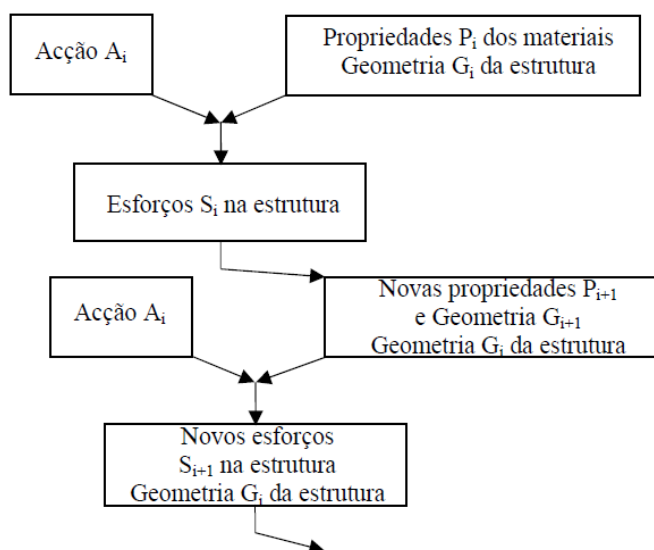 Acção Aᵢ
Propriedades Pᵢ dos materiais
Geometria Gᵢ da estrutura
Esforços Sᵢ na estrutura
Acção Aᵢ
Novas propriedades Pᵢ₊₁
e Geometria Gᵢ₊₁
Geometria Gᵢ da estrutura
Novos esforços
Sᵢ₊₁ na estrutura
Geometria Gᵢ da estrutura